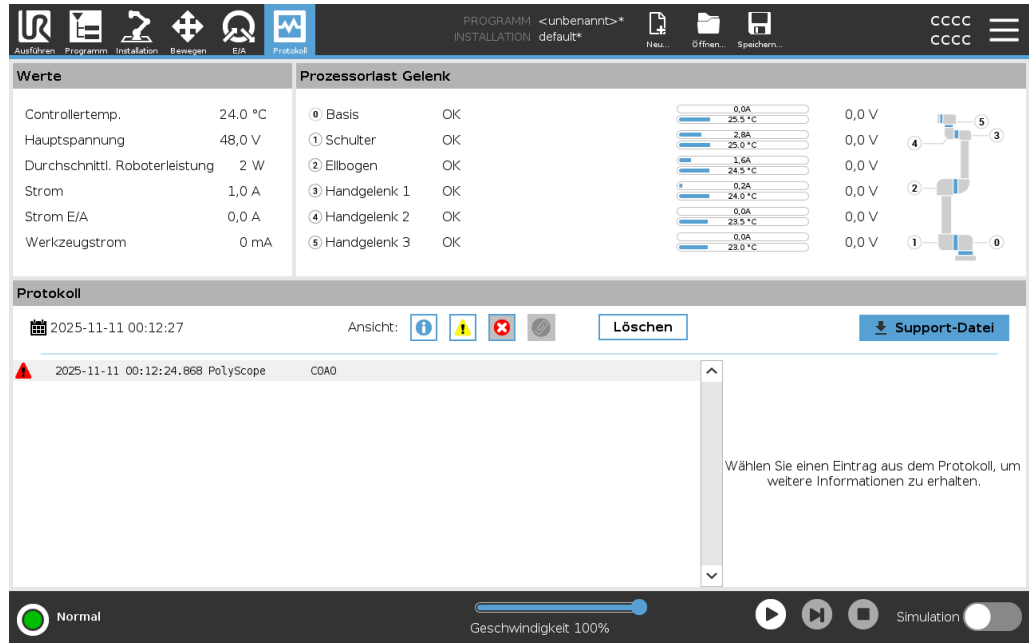 PROGRAMM <unbenannt>*
INSTALLATION default*
CCCC
CCCC
Ausführen Programm Installation Bewegen E/A Protokoll Neu... Öffnen... Speichern...
Werte
Controllertemp. 24.0 °C
Hauptspannung 48,0 V
Durchschnittl. Roboterleistung 2 W
Strom 1,0 A
Strom E/A 0,0 A
Werkzeugstrom 0 mA
Prozessorlast Gelenk
0 Basis OK 0,0A 25.5 °C 0,0 V
1 Schulter OK 2,8A 25.0 °C 0,0 V
2 Ellbogen OK 1,6A 24.5 °C 0,0 V
3 Handgelenk 1 OK 0,2A 24.0 °C 0,0 V
4 Handgelenk 2 OK 0,0A 23.5 °C 0,0 V
5 Handgelenk 3 OK 0,0A 23.0 °C 0,0 V
5
4 3
2
1 0
Protokoll
2025-11-11 00:12:27 Ansicht: Löschen Support-Datei
2025-11-11 00:12:24.868 PolyScope C0A0
Wählen Sie einen Eintrag aus dem Protokoll, um
weitere Informationen zu erhalten.
Normal
Geschwindigkeit 100%
Simulation